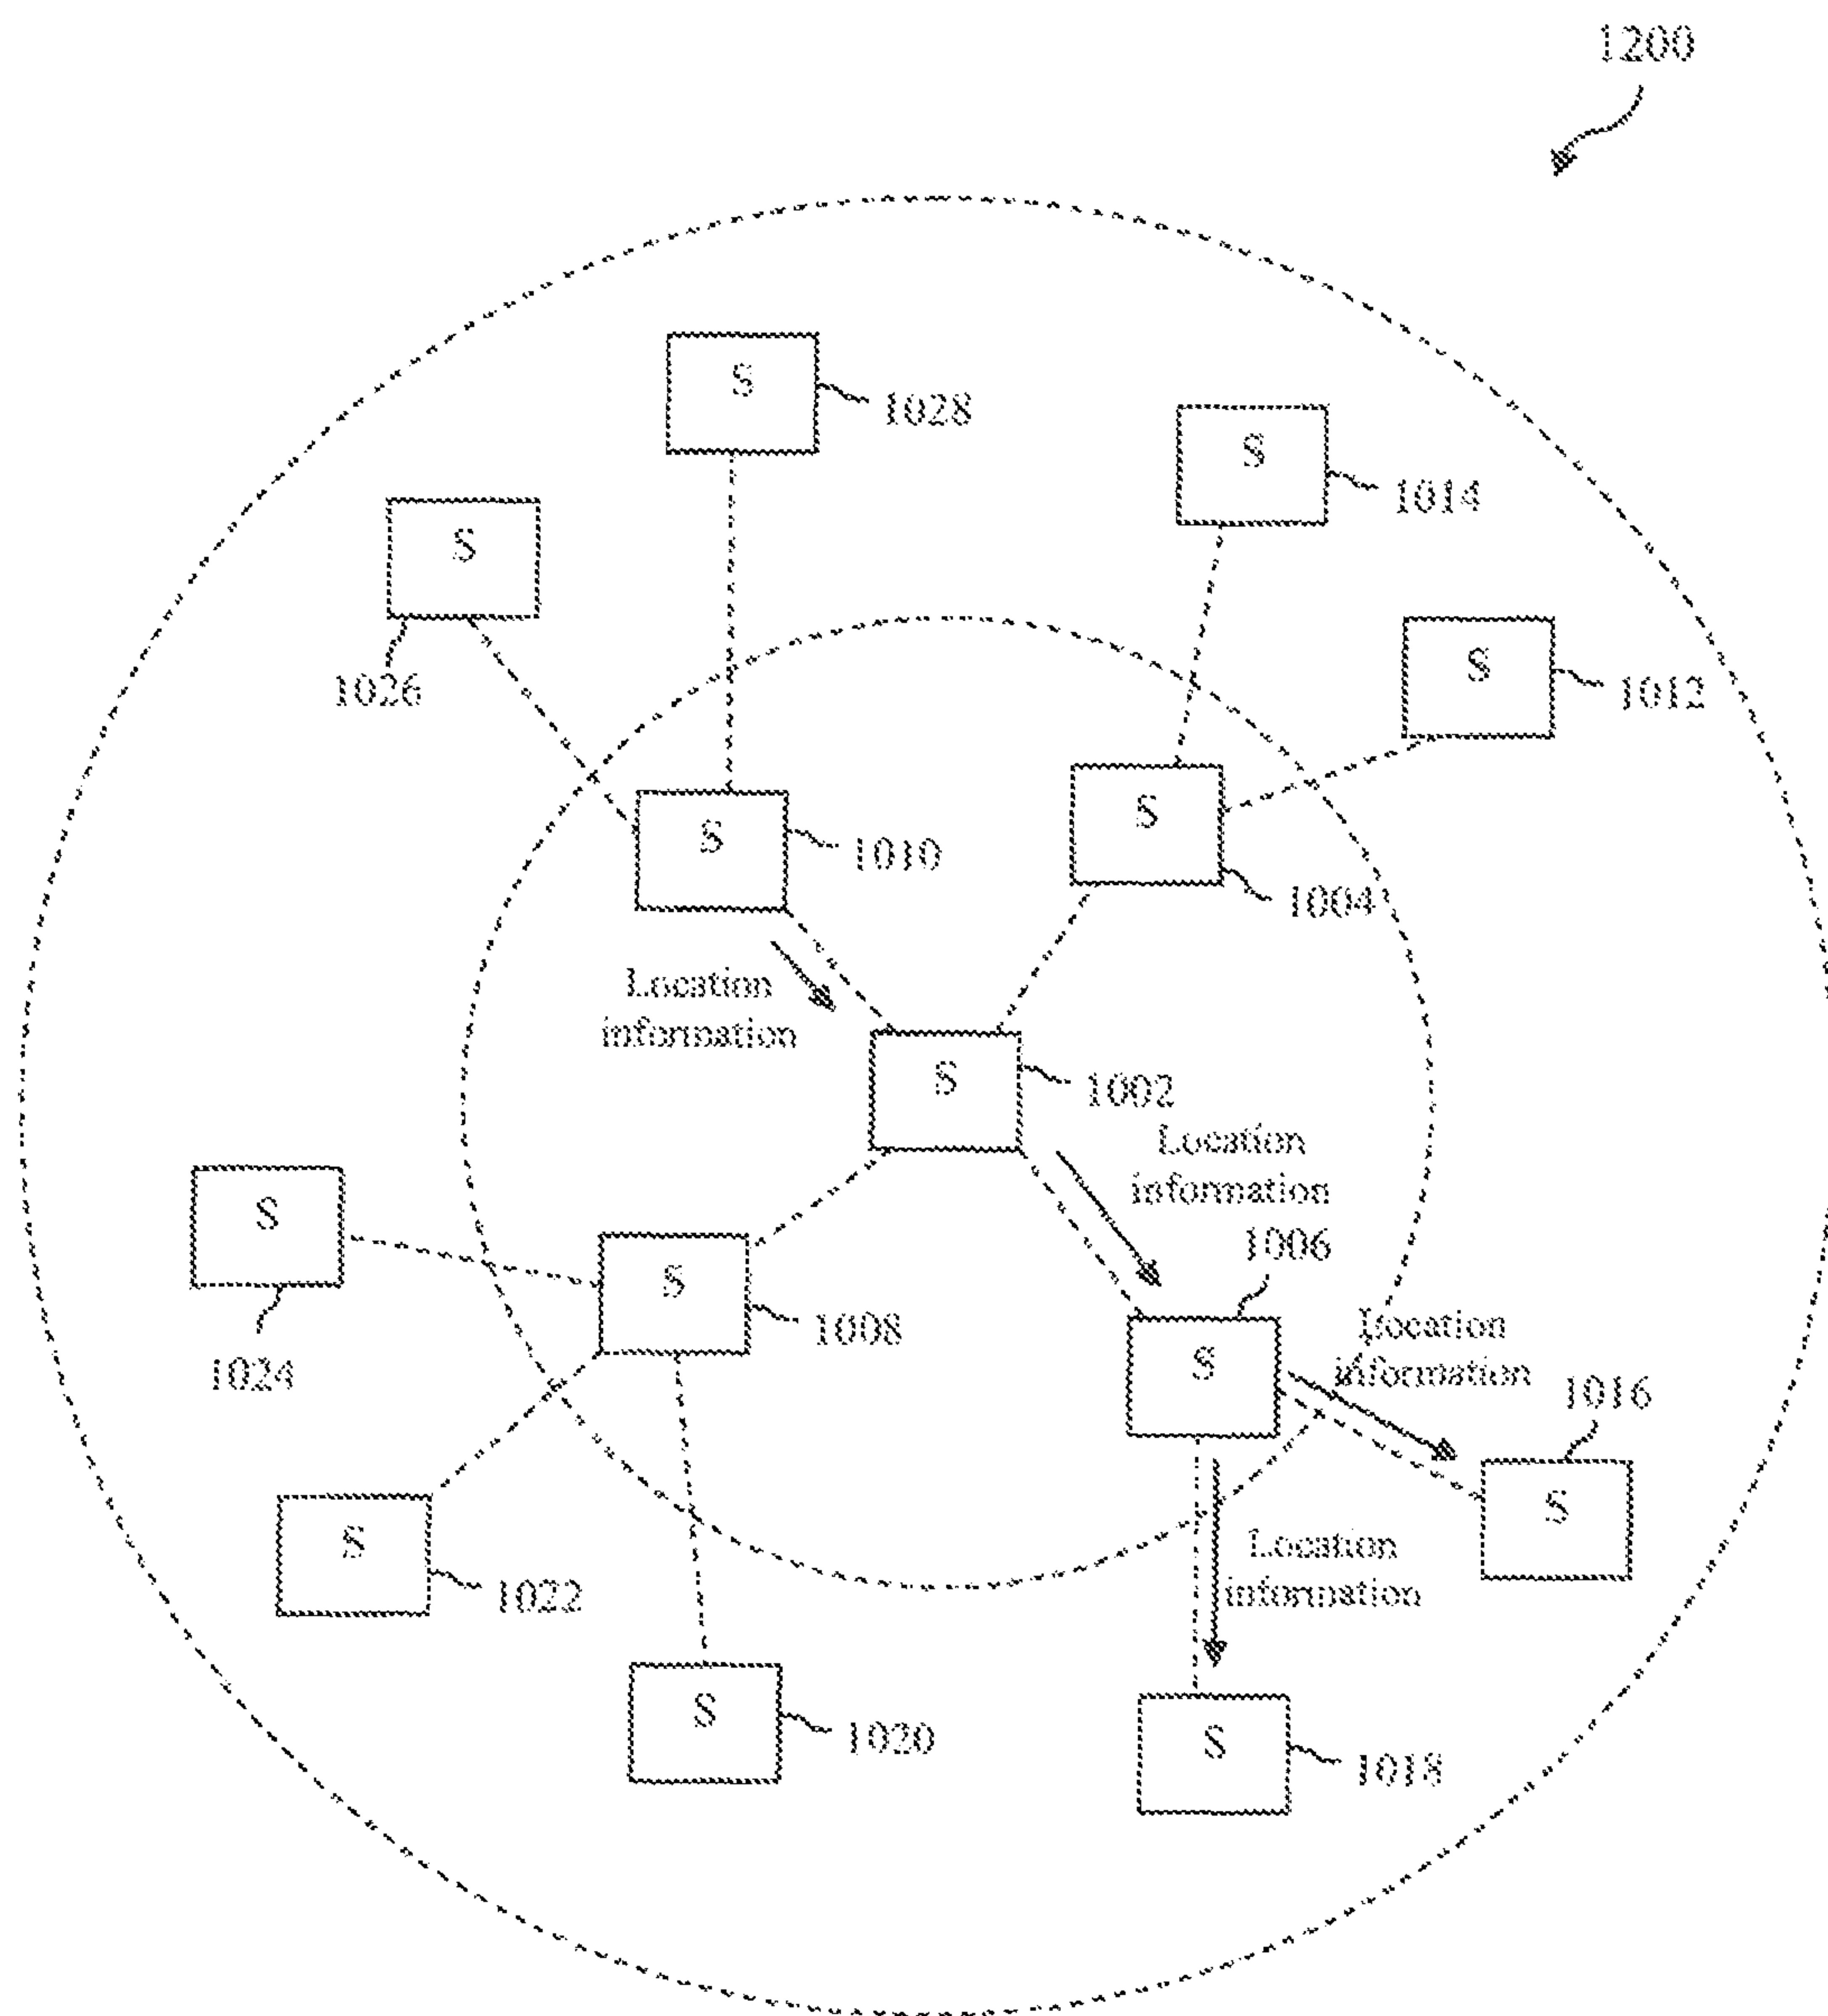 1200
S
1028
S
1014
S
1026
S
1012
S
1010
S
1004
Location
information
S
1002
Location
information
1006
S
1024
S
1008
S
Location
information
1016
S
S
1022
Location
information
S
1020
S
1018